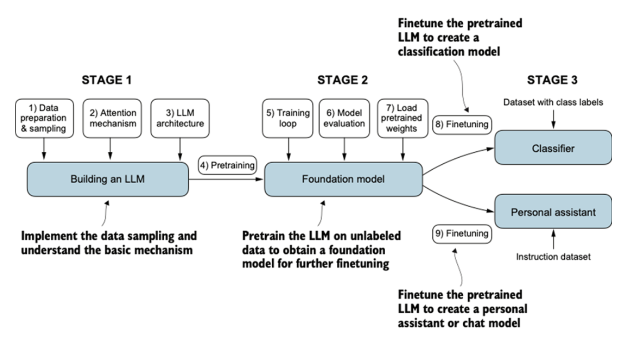 Finetune the pretrained
LLM to create a
classification model
STAGE 1
STAGE 2
STAGE 3
1) Data
preparation
& sampling
2) Attention
mechanism
3) LLM
architecture
5) Training
loop
6) Model
evaluation
7) Load
pretrained
weights
8) Finetuning
Dataset with class labels
4) Pretraining
Building an LLM
Foundation model
Classifier
Personal assistant
Implement the data sampling and
understand the basic mechanism
Pretrain the LLM on unlabeled
data to obtain a foundation
model for further finetuning
9) Finetuning
Instruction dataset
Finetune the pretrained
LLM to create a personal
assistant or chat model